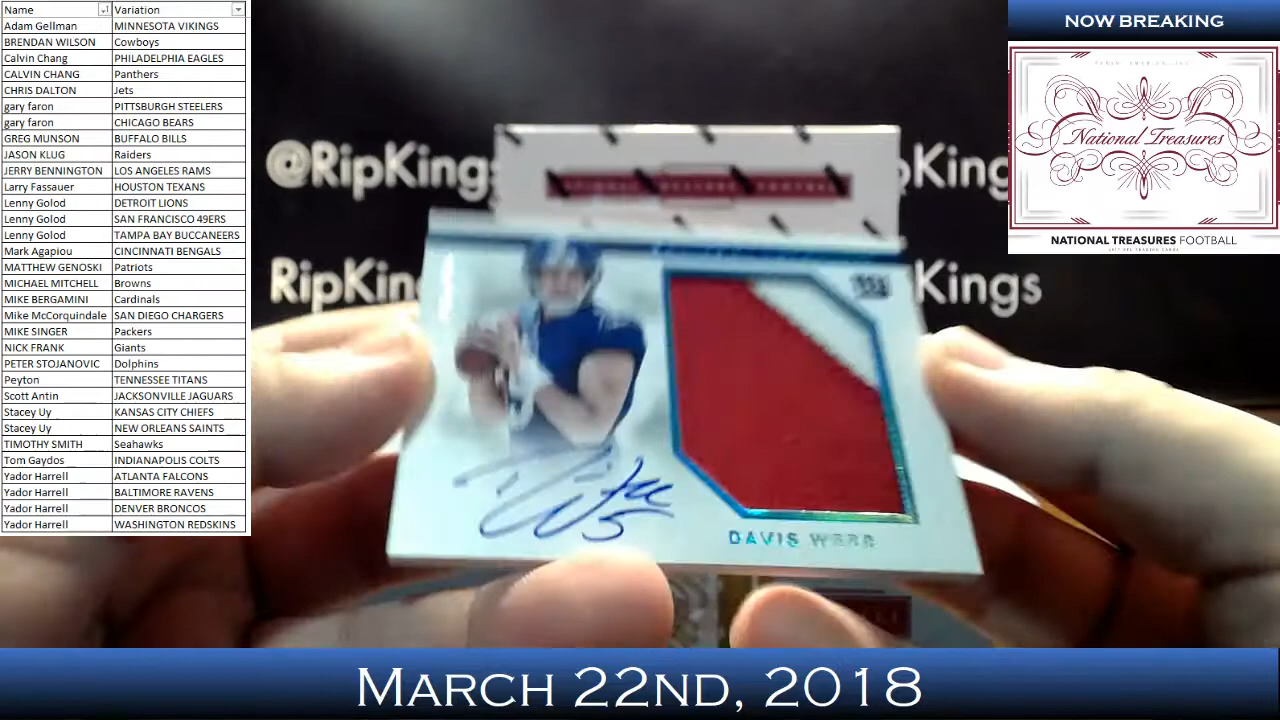 Name Variation
Adam Gellman MINNESOTA VIKINGS
BRENDAN WILSON Cowboys
Calvin Chang PHILADELPHIA EAGLES
CALVIN CHANG Panthers
CHRIS DALTON Jets
gary faron PITTSBURGH STEELERS
gary faron CHICAGO BEARS
GREG MUNSON BUFFALO BILLS
JASON KLUG Raiders
JERRY BENNINGTON LOS ANGELES RAMS
Larry Fassauer HOUSTON TEXANS
Lenny Golod DETROIT LIONS
Lenny Golod SAN FRANCISCO 49ERS
Lenny Golod TAMPA BAY BUCCANEERS
Mark Agapiou CINCINNATI BENGALS
MATTHEW GENOSKI Patriots
MICHAEL MITCHELL Browns
MIKE BERGAMINI Cardinals
Mike McCorquindale SAN DIEGO CHARGERS
MIKE SINGER Packers
NICK FRANK Giants
PETER STOJANOVIC Dolphins
Peyton TENNESSEE TITANS
Scott Antin JACKSONVILLE JAGUARS
Stacey Uy KANSAS CITY CHIEFS
Stacey Uy NEW ORLEANS SAINTS
TIMOTHY SMITH Seahawks
Tom Gaydos INDIANAPOLIS COLTS
Yador Harrell ATLANTA FALCONS
Yador Harrell BALTIMORE RAVENS
Yador Harrell DENVER BRONCOS
Yador Harrell WASHINGTON REDSKINS
NOW BREAKING
National Treasures
NATIONAL TREASURES FOOTBALL
@RipKings
pKing
RipKing
Kings
DAVIS WEBB
MARCH 22ND, 2018